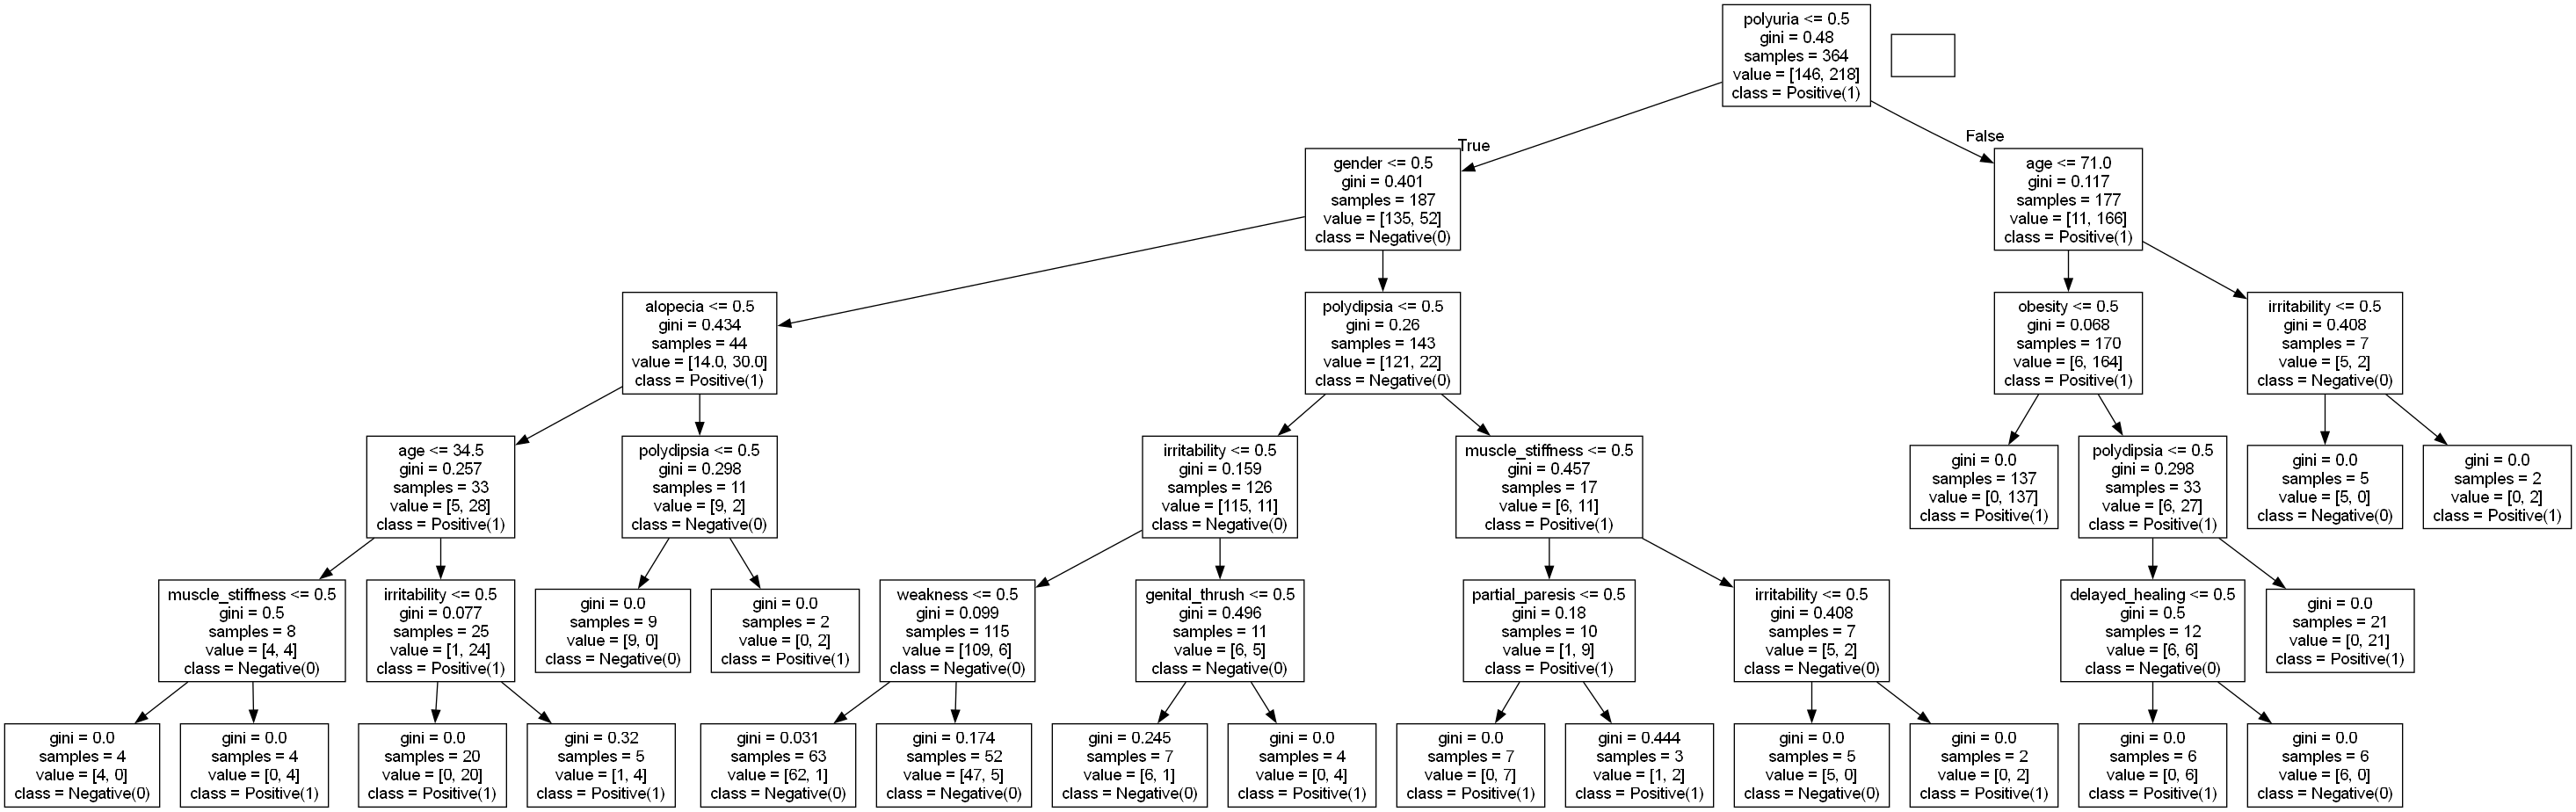 polyuria <= 0.5
gini = 0.48
samples = 364
value = [146, 218]
class = Positive(1)
True
False
gender <= 0.5
gini = 0.401
samples = 187
value = [135, 52]
class = Negative(0)
age <= 71.0
gini = 0.117
samples = 177
value = [11, 166]
class = Positive(1)
alopecia <= 0.5
gini = 0.434
samples = 44
value = [14.0, 30.0]
class = Positive(1)
polydipsia <= 0.5
gini = 0.26
samples = 143
value = [121, 22]
class = Negative(0)
obesity <= 0.5
gini = 0.068
samples = 170
value = [6, 164]
class = Positive(1)
irritability <= 0.5
gini = 0.408
samples = 7
value = [5, 2]
class = Negative(0)
age <= 34.5
gini = 0.257
samples = 33
value = [5, 28]
class = Positive(1)
polydipsia <= 0.5
gini = 0.298
samples = 11
value = [9, 2]
class = Negative(0)
irritability <= 0.5
gini = 0.159
samples = 126
value = [115, 11]
class = Negative(0)
muscle_stiffness <= 0.5
gini = 0.457
samples = 17
value = [6, 11]
class = Positive(1)
gini = 0.0
samples = 137
value = [0, 137]
class = Positive(1)
polydipsia <= 0.5
gini = 0.298
samples = 33
value = [6, 27]
class = Positive(1)
gini = 0.0
samples = 5
value = [5, 0]
class = Negative(0)
gini = 0.0
samples = 2
value = [0, 2]
class = Positive(1)
muscle_stiffness <= 0.5
gini = 0.5
samples = 8
value = [4, 4]
class = Negative(0)
irritability <= 0.5
gini = 0.077
samples = 25
value = [1, 24]
class = Positive(1)
gini = 0.0
samples = 9
value = [9, 0]
class = Negative(0)
gini = 0.0
samples = 2
value = [0, 2]
class = Positive(1)
weakness <= 0.5
gini = 0.099
samples = 115
value = [109, 6]
class = Negative(0)
genital_thrush <= 0.5
gini = 0.496
samples = 11
value = [6, 5]
class = Negative(0)
partial_paresis <= 0.5
gini = 0.18
samples = 10
value = [1, 9]
class = Positive(1)
irritability <= 0.5
gini = 0.408
samples = 7
value = [5, 2]
class = Negative(0)
delayed_healing <= 0.5
gini = 0.5
samples = 12
value = [6, 6]
class = Negative(0)
gini = 0.0
samples = 21
value = [0, 21]
class = Positive(1)
gini = 0.0
samples = 4
value = [4, 0]
class = Negative(0)
gini = 0.0
samples = 4
value = [0, 4]
class = Positive(1)
gini = 0.0
samples = 20
value = [0, 20]
class = Positive(1)
gini = 0.32
samples = 5
value = [1, 4]
class = Positive(1)
gini = 0.031
samples = 63
value = [62, 1]
class = Negative(0)
gini = 0.174
samples = 52
value = [47, 5]
class = Negative(0)
gini = 0.245
samples = 7
value = [6, 1]
class = Negative(0)
gini = 0.0
samples = 4
value = [0, 4]
class = Positive(1)
gini = 0.0
samples = 7
value = [0, 7]
class = Positive(1)
gini = 0.444
samples = 3
value = [1, 2]
class = Positive(1)
gini = 0.0
samples = 5
value = [5, 0]
class = Negative(0)
gini = 0.0
samples = 2
value = [0, 2]
class = Positive(1)
gini = 0.0
samples = 6
value = [0, 6]
class = Positive(1)
gini = 0.0
samples = 6
value = [6, 0]
class = Negative(0)